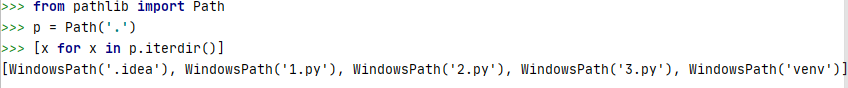 >>> from pathlib import Path
>>> p = Path('.')
>>> [x for x in p.iterdir()]
[WindowsPath('.idea'), WindowsPath('1.py'), WindowsPath('2.py'), WindowsPath('3.py'), WindowsPath('venv')]